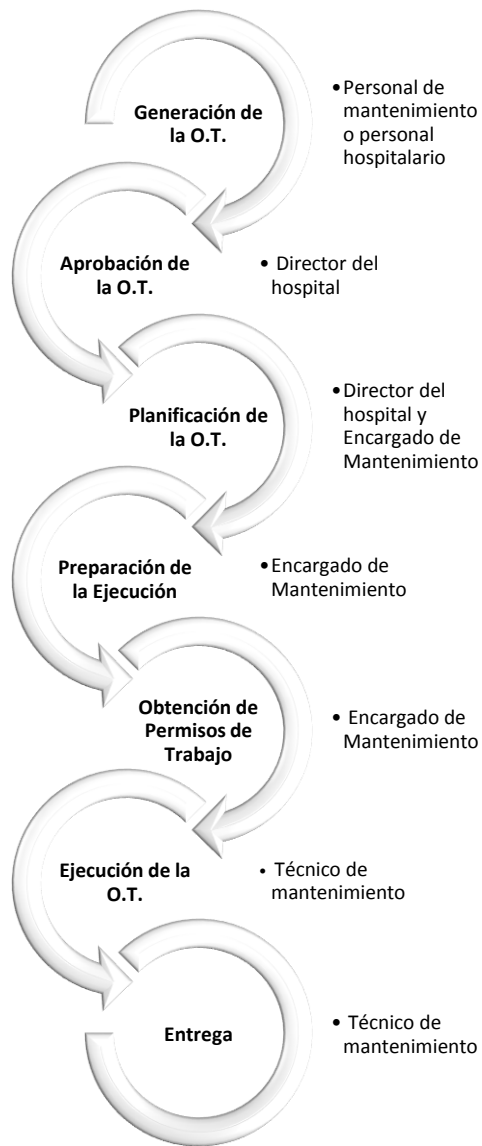 Generación de
la O.T.
•Personal de
mantenimiento
o personal
hospitalario
Aprobación de
la O.T.
• Director del
hospital
Planificación de
la O.T.
•Director del
hospital y
Encargado de
Mantenimiento
Preparación de
la Ejecución
•Encargado de
Mantenimiento
Obtención de
Permisos de
Trabajo
• Encargado de
Mantenimiento
Ejecución de la
O.T.
• Técnico de
mantenimiento
Entrega
• Técnico de
mantenimiento